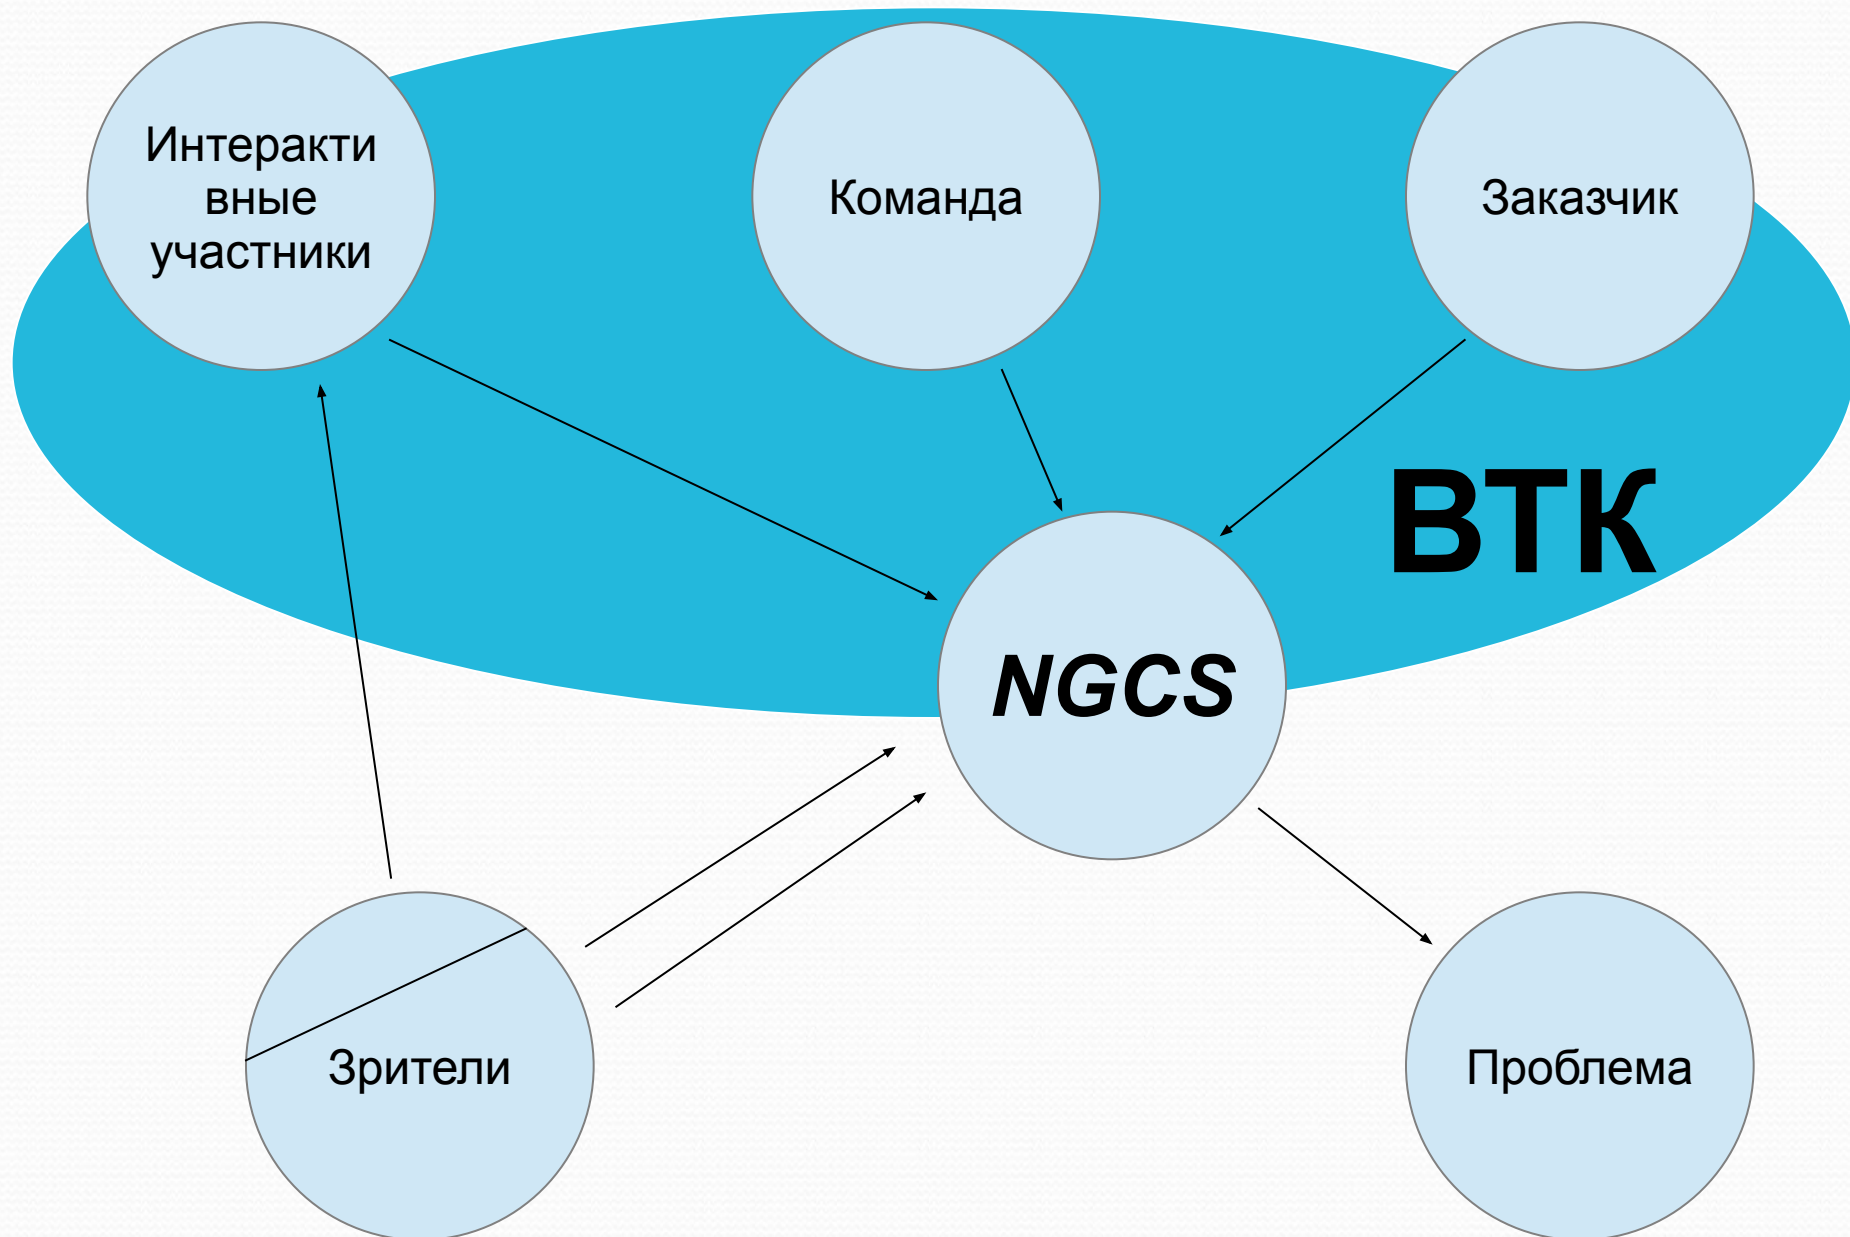 Интеракти
вные
участники
Команда
Заказчик
ВТК
NGCS
Зрители
Проблема